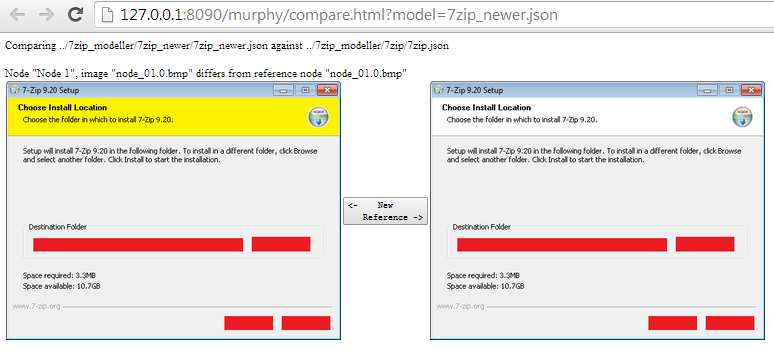 127.0.0.1:8090/murphy/compare.html?model=7zip_newer.json
Comparing ../7zip_modeller/7zip_newer/7zip_newer.json against ../7zip_modeller/7zip/7zip.json
Node "Node 1", image "node_01.0.bmp" differs from reference node "node_01.0.bmp"
7-Zip 9.20 Setup
Choose Install Location
Choose the folder in which to install 7-Zip 9.20.
Setup will install 7-Zip 9.20 in the following folder. To install in a different folder, click Browse
and select another folder. Click Install to start the installation.
Destination Folder
Space required: 3.3MB
Space available: 10.7GB
www.7-zip.org
<- New
Reference ->
7-Zip 9.20 Setup
Choose Install Location
Choose the folder in which to install 7-Zip 9.20.
Setup will install 7-Zip 9.20 in the following folder. To install in a different folder, click Browse
and select another folder. Click Install to start the installation.
Destination Folder
Space required: 3.3MB
Space available: 10.7GB
www.7-zip.org